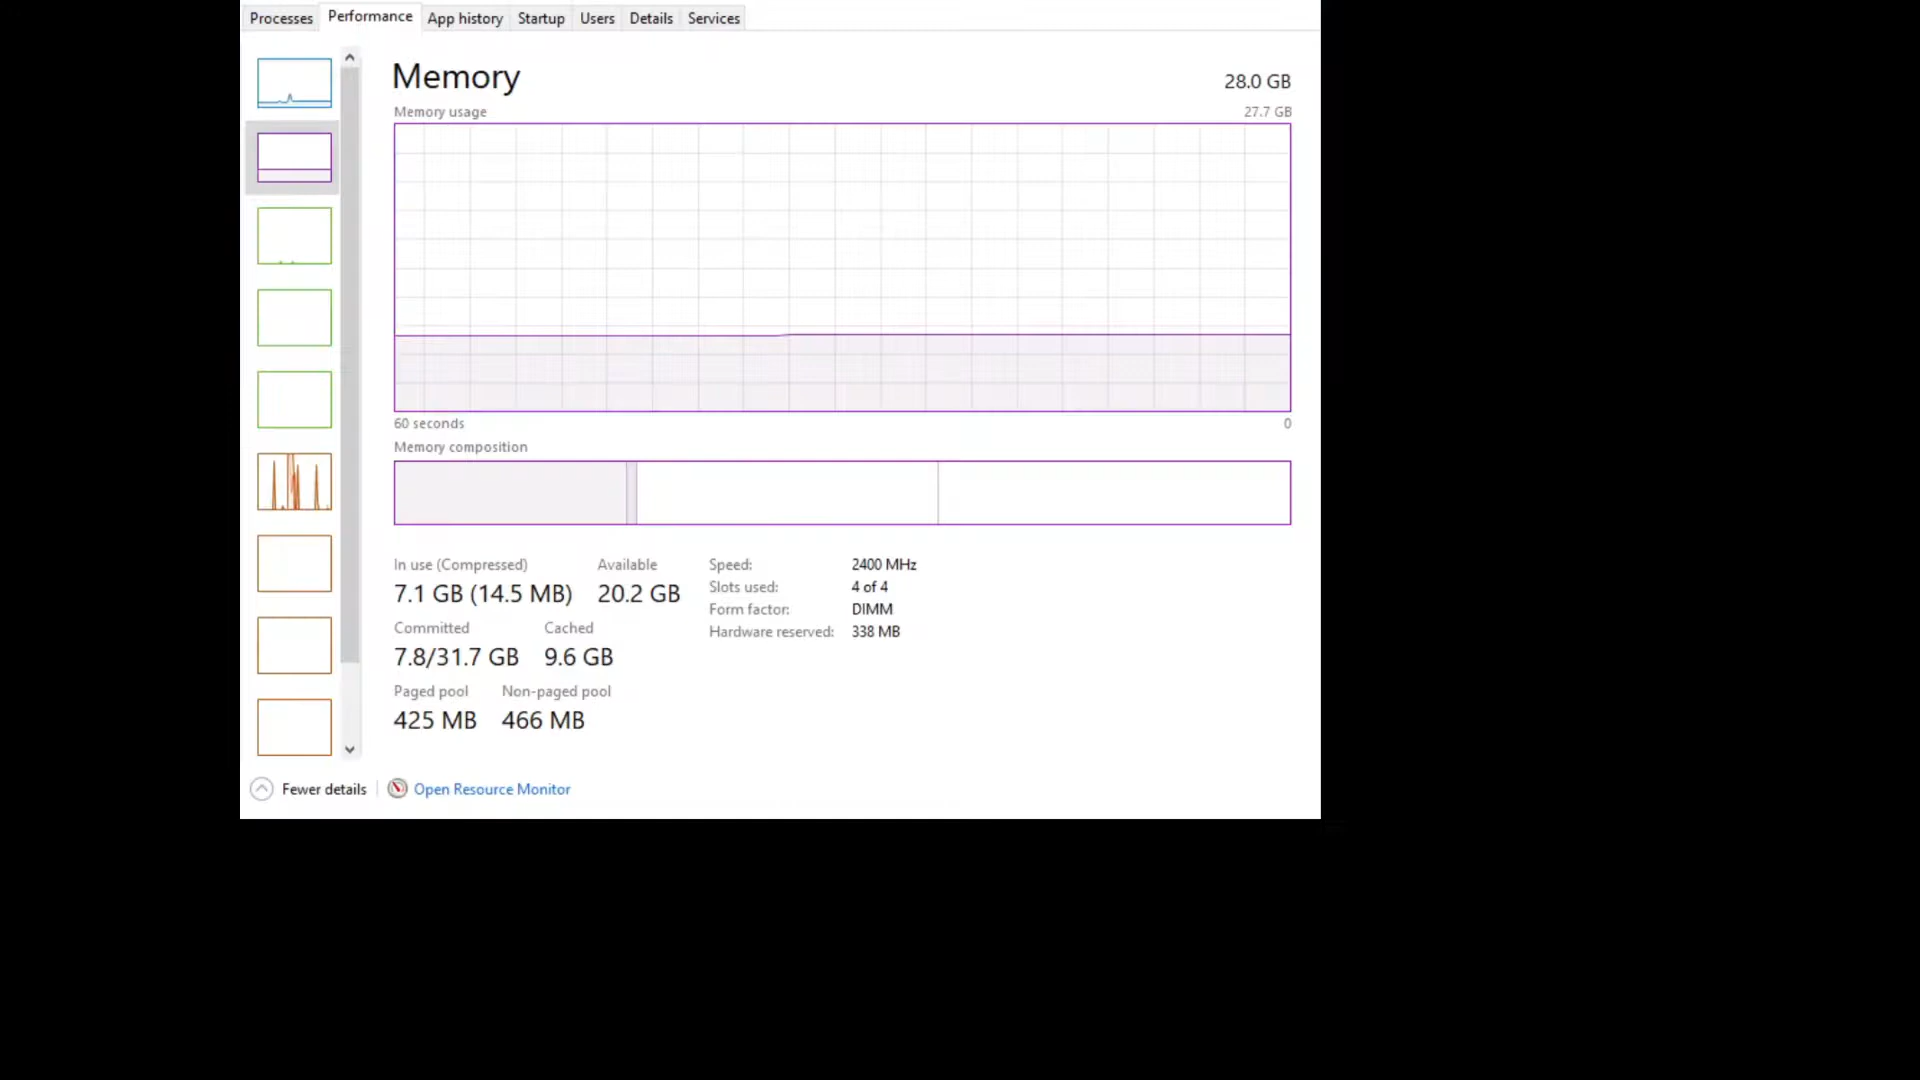 Processes Performance App history Startup Users Details Services
Memory 28.0 GB
Memory usage 27.7 GB
60 seconds 0
Memory composition
In use (Compressed) Available Speed: 2400 MHz
7.1 GB (14.5 MB) 20.2 GB Slots used: 4 of 4
Form factor: DIMM
Committed Cached Hardware reserved: 338 MB
7.8/31.7 GB 9.6 GB
Paged pool Non-paged pool
425 MB 466 MB
Fewer details Open Resource Monitor